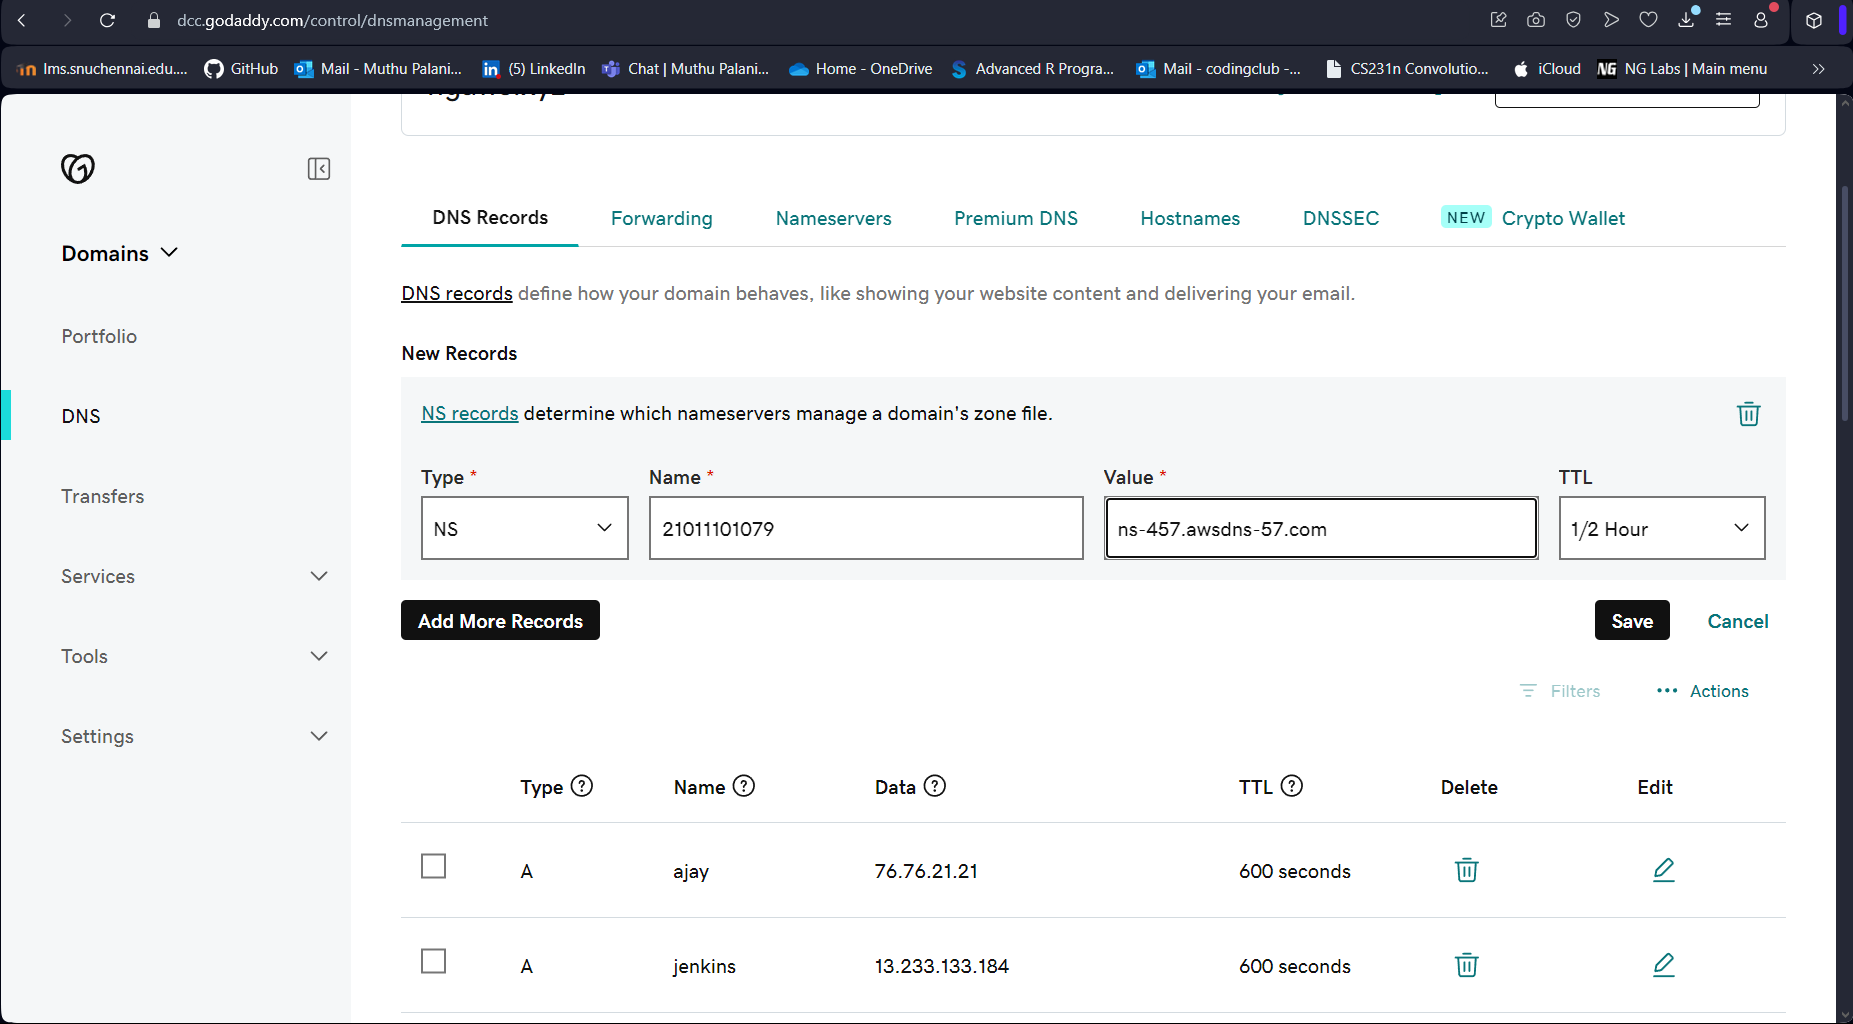 dcc.godaddy.com/control/dnsmanagement
lms.snuchennai.edu.... GitHub Mail - Muthu Palani... (5) LinkedIn Chat | Muthu Palani... Home - OneDrive Advanced R Progra... Mail - codingclub -... CS231n Convolutio... iCloud NG Labs | Main menu
Domains
Portfolio
DNS
Transfers
Services
Tools
Settings
DNS Records Forwarding Nameservers Premium DNS Hostnames DNSSEC NEW Crypto Wallet
DNS records define how your domain behaves, like showing your website content and delivering your email.
New Records
NS records determine which nameservers manage a domain's zone file.
Type * Name * Value * TTL
NS 21011101079 ns-457.awsdns-57.com 1/2 Hour
Add More Records Save Cancel
Filters Actions
Type Name Data TTL Delete Edit
A ajay 76.76.21.21 600 seconds
A jenkins 13.233.133.184 600 seconds